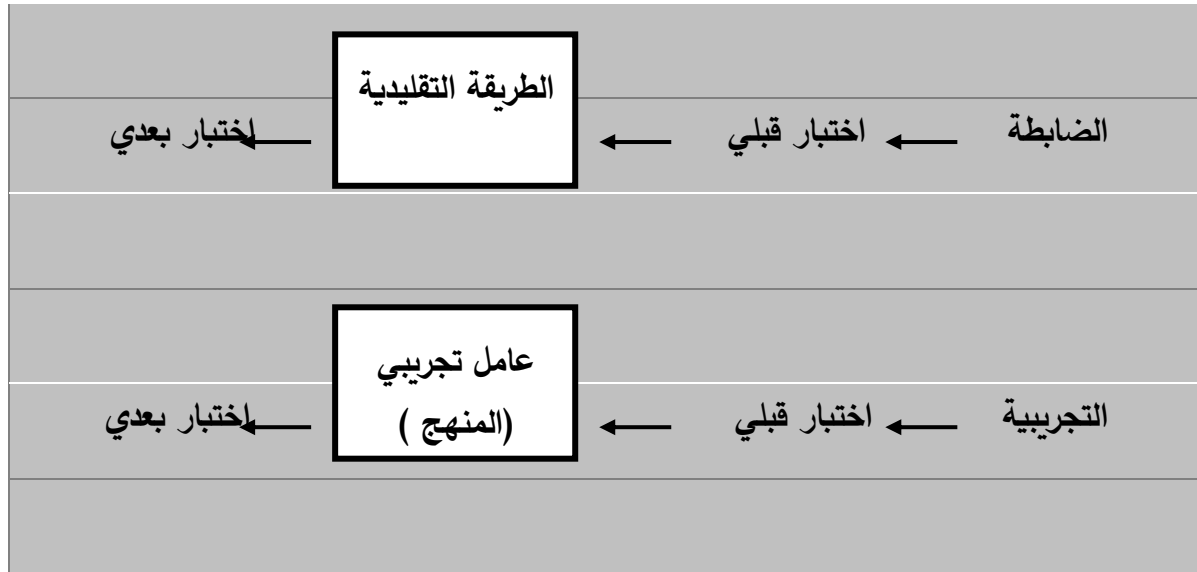 الطريقة التقليدية
الضابطة اختبار قبلي اختبار بعدي
عامل تجريبي
(المنهج )
التجريبية اختبار قبلي اختبار بعدي